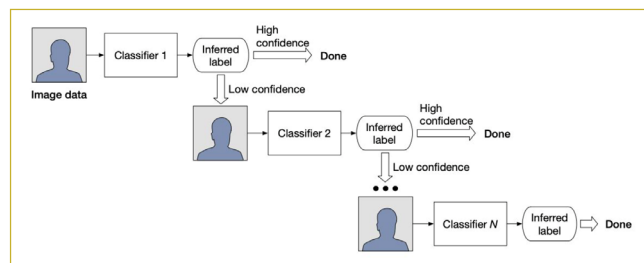 High
confidence
Classifier 1
Inferred
label
Done
Image data
Low confidence
High
confidence
Classifier 2
Inferred
label
Done
Low confidence
Classifier N
Inferred
label
Done